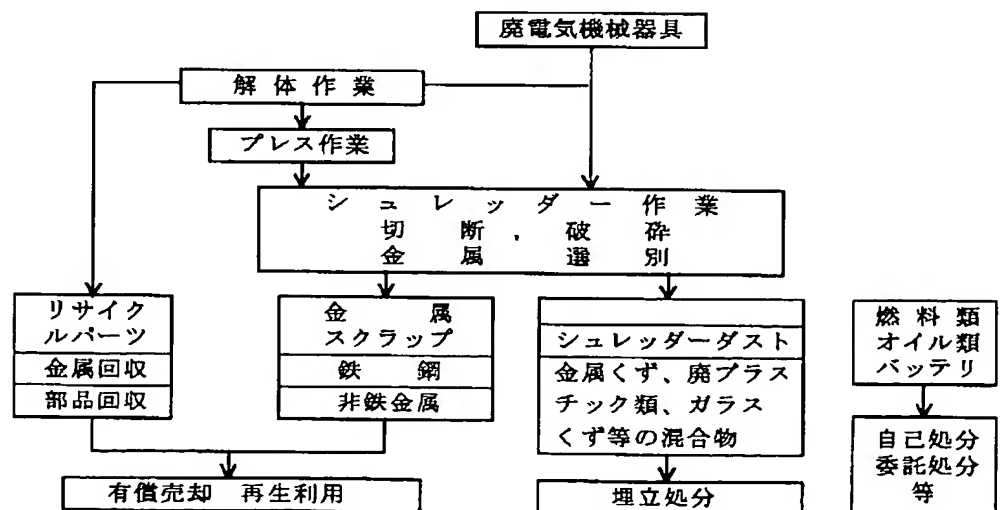 廃電気機械器具
解体作業
プレス作業
シュレッダー作業
切断、破砕
金属選別
リサイク
ルパーツ
金属回収
部品回収
金属
スクラップ
鉄鋼
非鉄金属
シュレッダーダスト
金属くず、廃プラス
チック類、ガラス
くず等の混合物
燃料類
オイル類
バッテリ
自己処分
委託処分
等
有償売却 再生利用
埋立処分